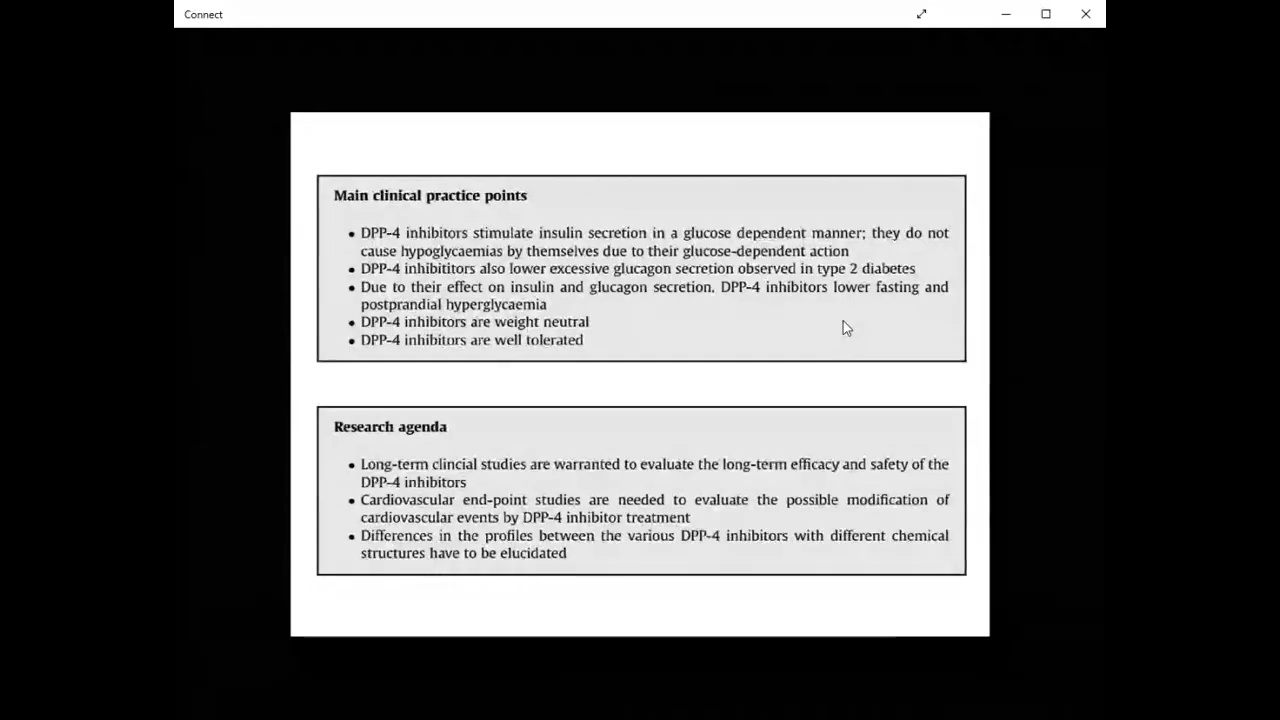 Connect
Main clinical practice points
• DPP-4 inhibitors stimulate insulin secretion in a glucose dependent manner; they do not
cause hypoglycaemias by themselves due to their glucose-dependent action
• DPP-4 inhibititors also lower excessive glucagon secretion observed in type 2 diabetes
• Due to their effect on insulin and glucagon secretion, DPP-4 inhibitors lower fasting and
postprandial hyperglycaemia
• DPP-4 inhibitors are weight neutral
• DPP-4 inhibitors are well tolerated
Research agenda
• Long-term clincial studies are warranted to evaluate the long-term efficacy and safety of the
DPP-4 inhibitors
• Cardiovascular end-point studies are needed to evaluate the possible modification of
cardiovascular events by DPP-4 inhibitor treatment
• Differences in the profiles between the various DPP-4 inhibitors with different chemical
structures have to be elucidated